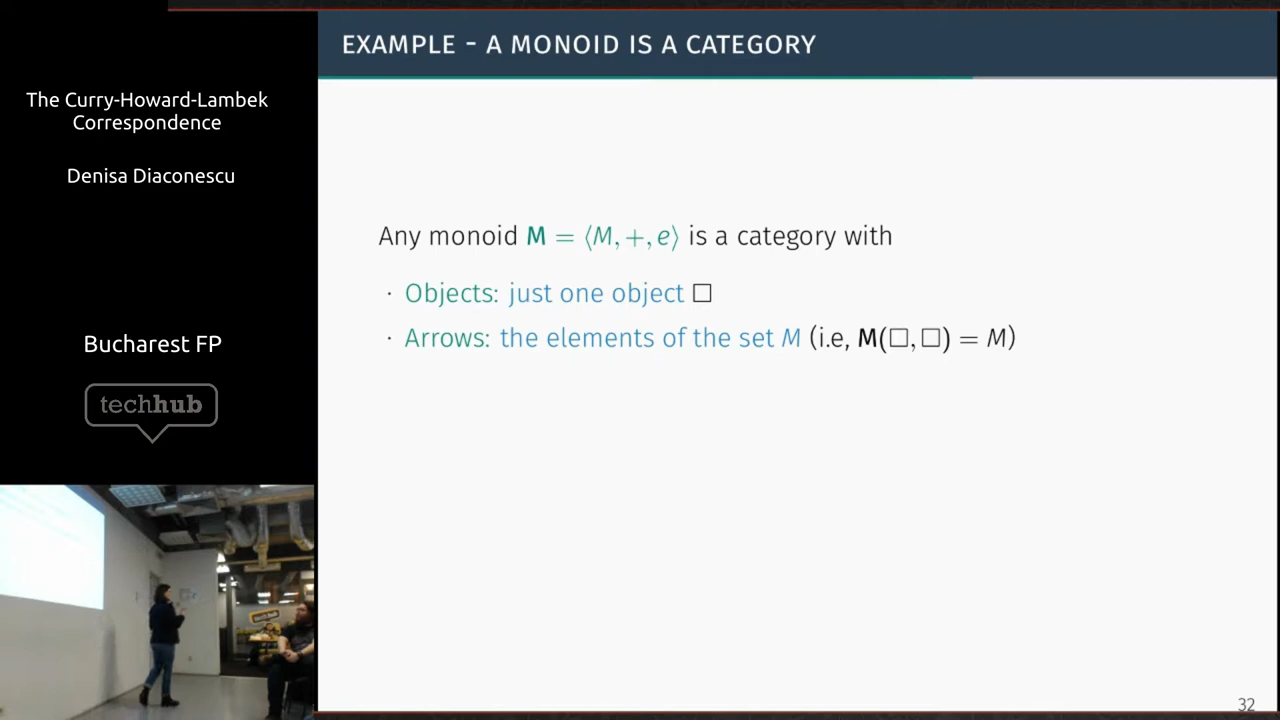 The Curry-Howard-Lambek
Correspondence
Denisa Diaconescu
Bucharest FP
techhub
EXAMPLE - A MONOID IS A CATEGORY
Any monoid M = ⟨M, +, e⟩ is a category with
· Objects: just one object □
· Arrows: the elements of the set M (i.e, M(□, □) = M)
32
techhub